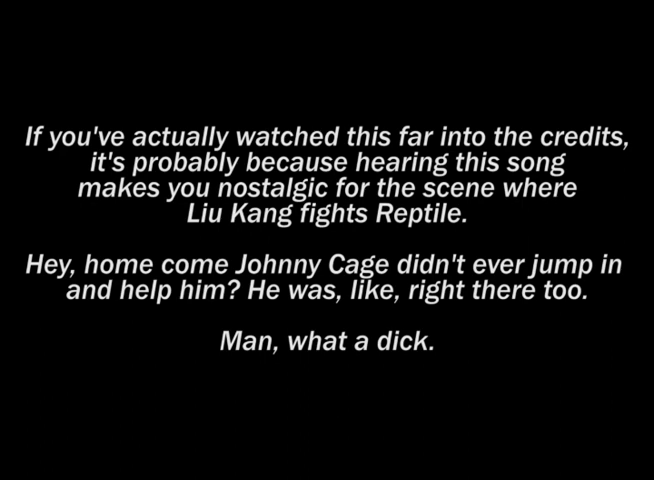 If you've actually watched this far into the credits,
it's probably because hearing this song
makes you nostalgic for the scene where
Liu Kang fights Reptile.
Hey, home come Johnny Cage didn't ever jump in
and help him? He was, like, right there too.
Man, what a dick.